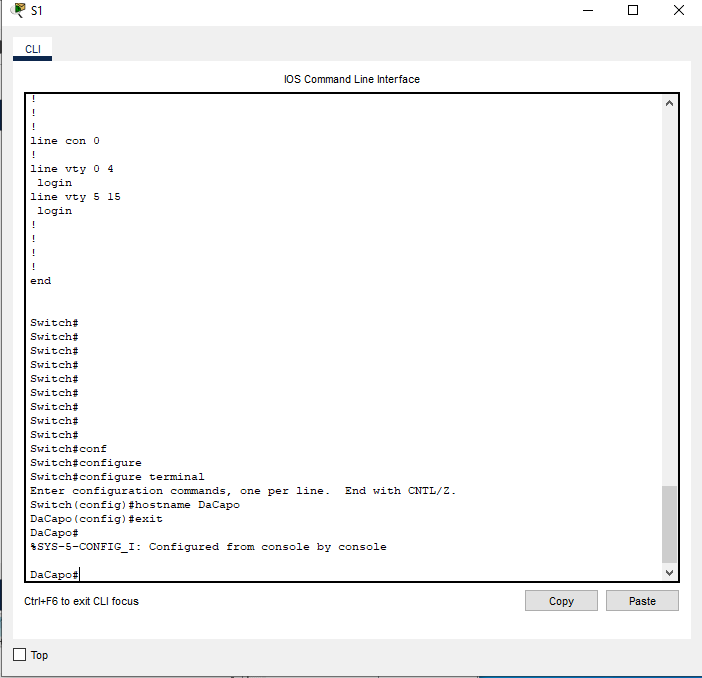 S1
CLI
IOS Command Line Interface
!
!
!
line con 0
!
line vty 0 4
 login
line vty 5 15
 login
!
!
!
!
end
Switch#
Switch#
Switch#
Switch#
Switch#
Switch#
Switch#
Switch#
Switch#
Switch#conf
Switch#configure
Switch#configure terminal
Enter configuration commands, one per line.  End with CNTL/Z.
Switch(config)#hostname DaCapo
DaCapo(config)#exit
DaCapo#
%SYS-5-CONFIG_I: Configured from console by console
DaCapo#
Ctrl+F6 to exit CLI focus
Copy
Paste
Top